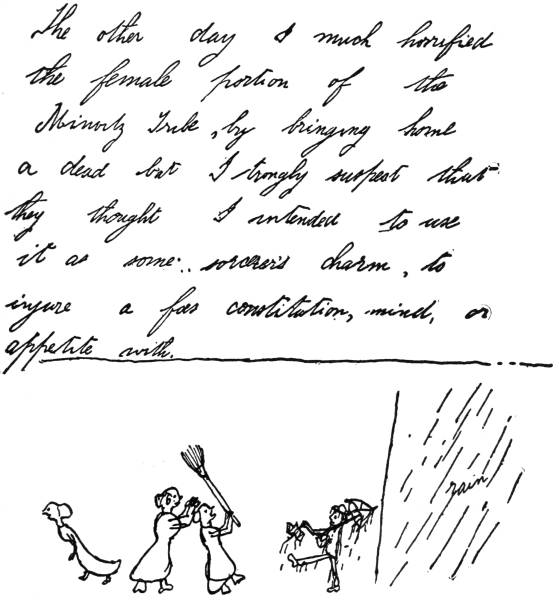 The other day I much horrified
the female portion of the
Minvitz Tribe, by bringing home
a dead bat I strongly suspect that
they thought I intended to use
it as some sorcerer's charm, to
injure a foes constitution, mind, or
appetite with.
rain